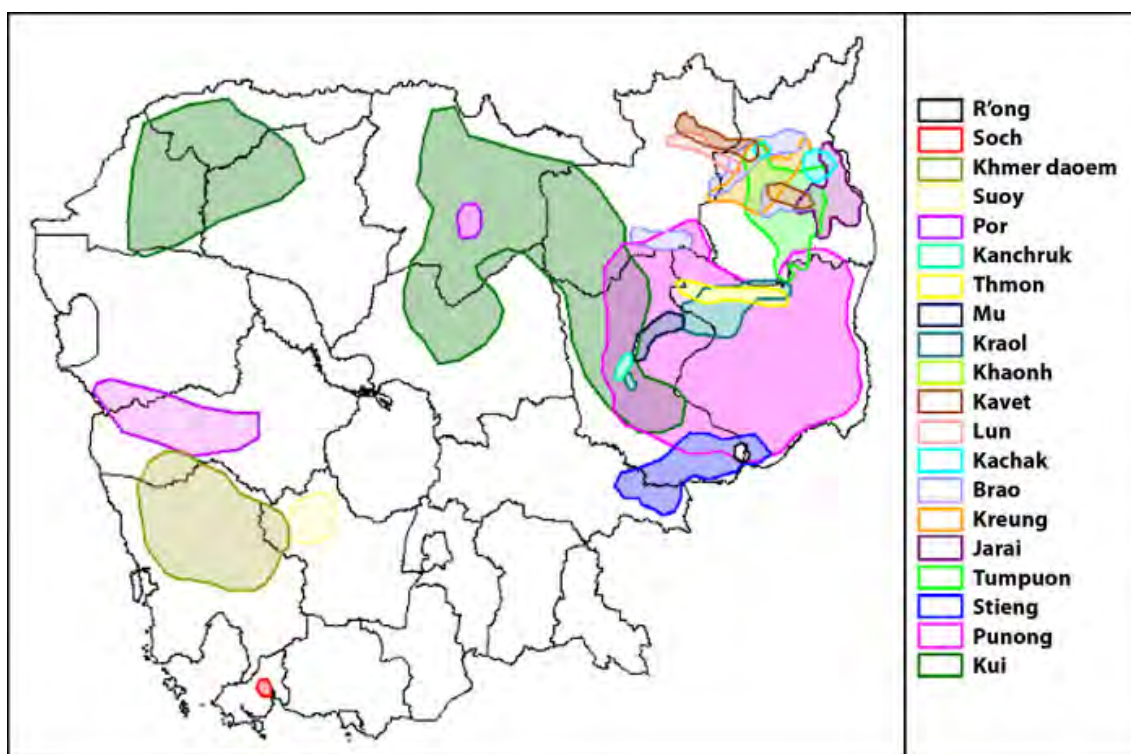 R'ong
Soch
Khmer daoem
Suoy
Por
Kanchruk
Thmon
Mu
Kraol
Khaonh
Kavet
Lun
Kachak
Brao
Kreung
Jarai
Tumpuon
Stieng
Punong
Kui